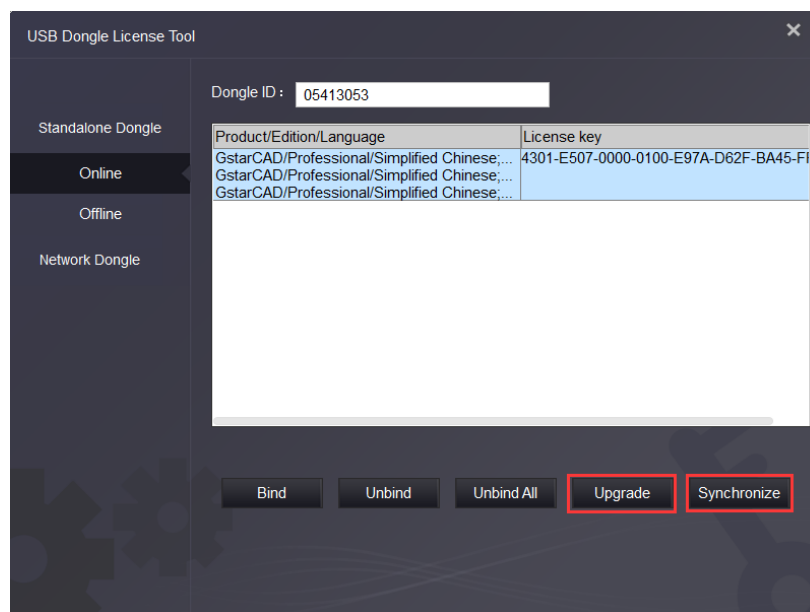 USB Dongle License Tool
Dongle ID： 05413053
Standalone Dongle
Online
Offline
Network Dongle
Product/Edition/Language License key
GstarCAD/Professional/Simplified Chinese;... 4301-E507-0000-0100-E97A-D62F-BA45-
GstarCAD/Professional/Simplified Chinese;...
GstarCAD/Professional/Simplified Chinese;...
Bind Unbind Unbind All Upgrade Synchronize